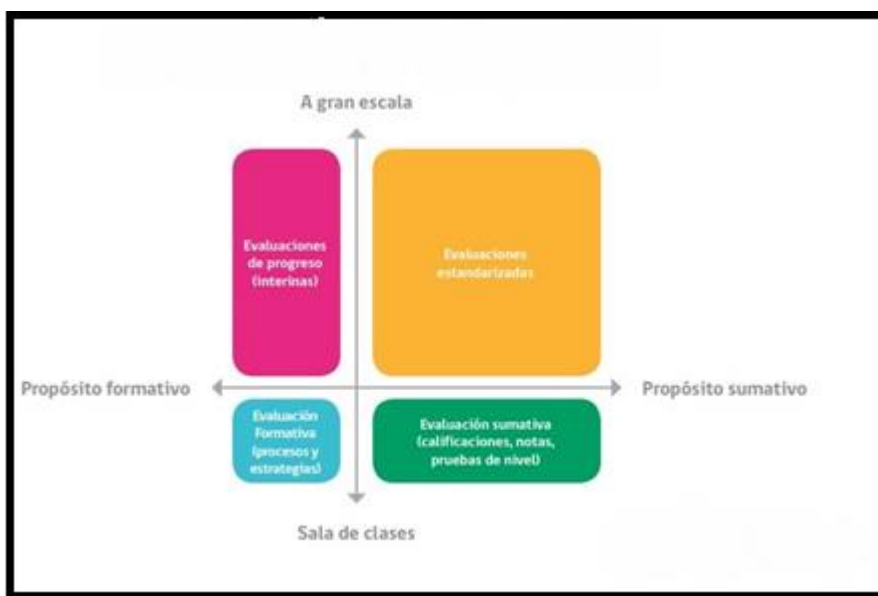 A gran escala
Evaluaciones
de progreso
(interinas)
Evaluaciones
estandarizadas
Propósito formativo
Propósito sumativo
Evaluación
Formativa
(procesos y
estrategias)
Evaluación sumativa
(calificaciones, notas,
pruebas de nivel)
Sala de clases